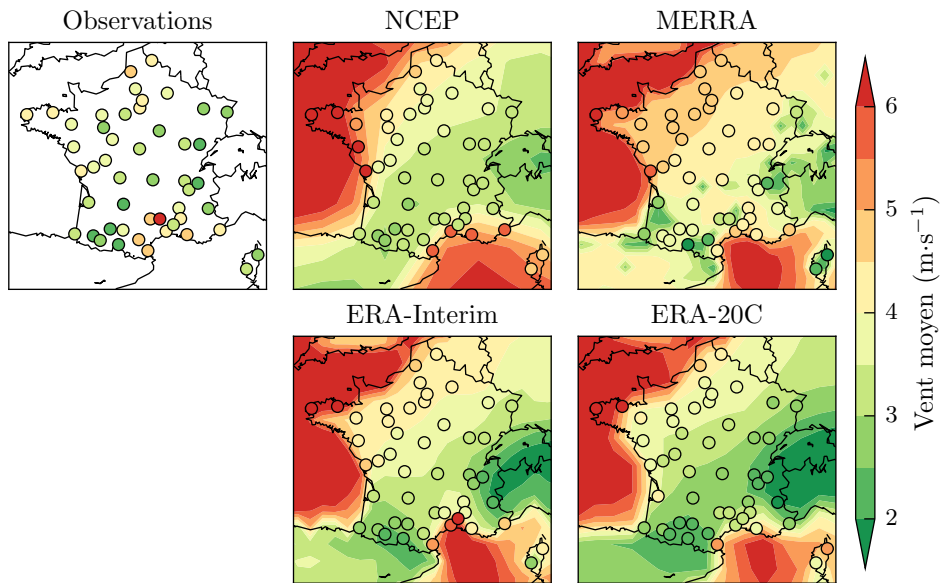 Observations
NCEP
MERRA
ERA-Interim
ERA-20C
6
5
4
3
2
Vent moyen (m·s⁻¹)